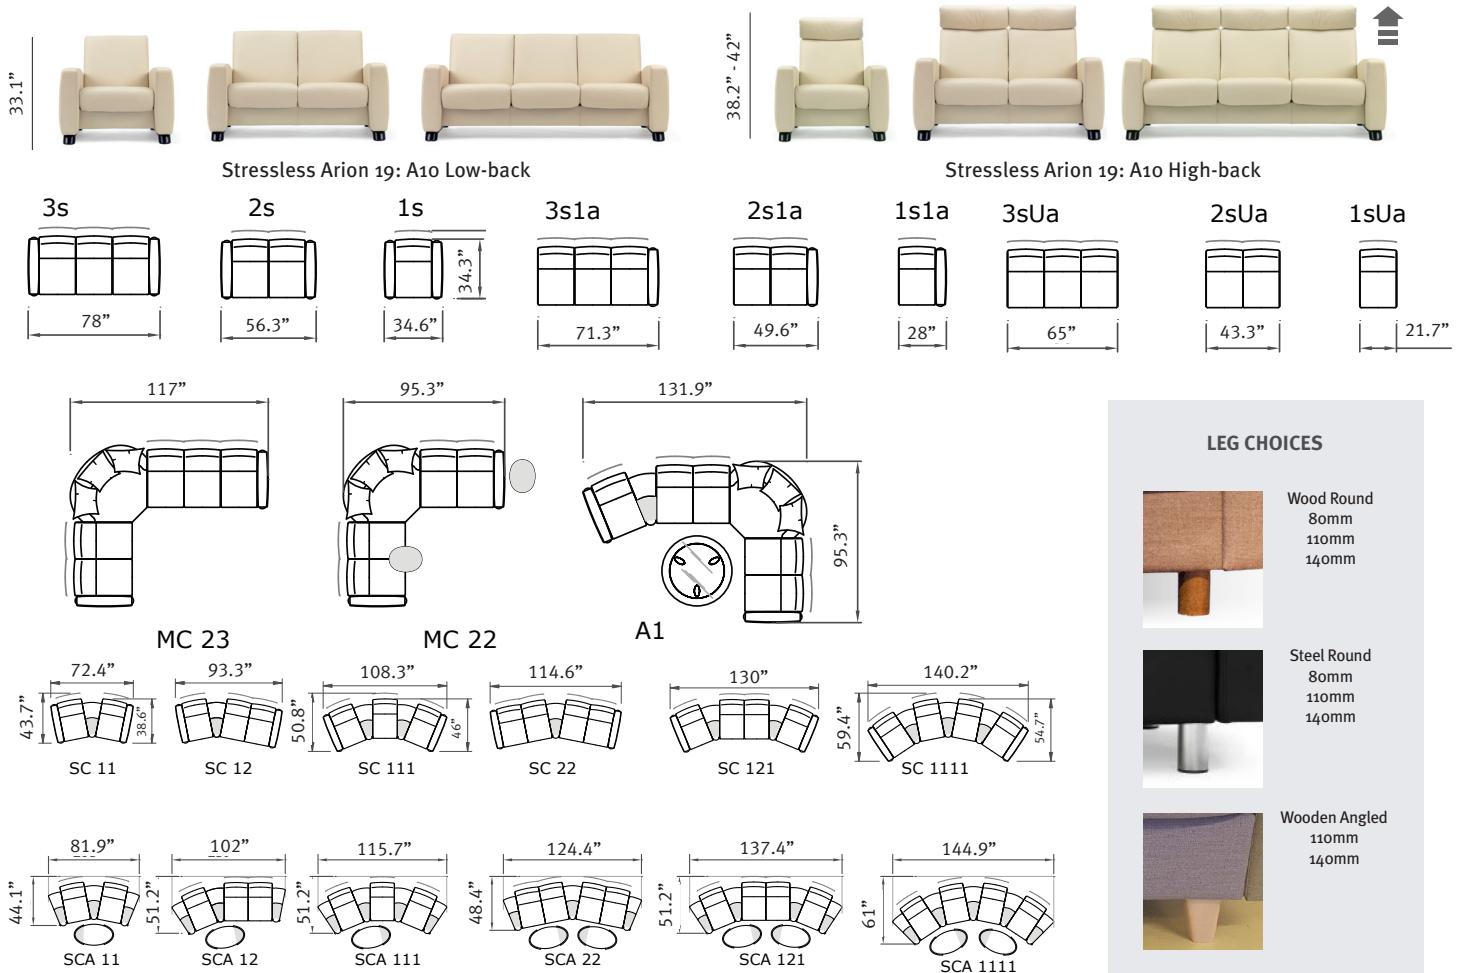 33.1”
38.2” - 42”
Stressless Arion 19: A10 Low-back
Stressless Arion 19: A10 High-back
3s
2s
1s
3s1a
2s1a
1s1a
3sUa
2sUa
1sUa
34.3”
78”
56.3”
34.6”
71.3”
49.6”
28”
65”
43.3”
21.7”
117”
95.3”
131.9”
95.3”
MC 23
MC 22
A1
72.4”
93.3”
108.3”
114.6”
130”
140.2”
43.7”
38.6”
50.8”
46”
59.4”
54.7”
SC 11
SC 12
SC 111
SC 22
SC 121
SC 1111
81.9”
102”
115.7”
124.4”
137.4”
144.9”
44.1”
51.2”
51.2”
48.4”
51.2”
61”
SCA 11
SCA 12
SCA 111
SCA 22
SCA 121
SCA 1111
LEG CHOICES
Wood Round
80mm
110mm
140mm
Steel Round
80mm
110mm
140mm
Wooden Angled
110mm
140mm